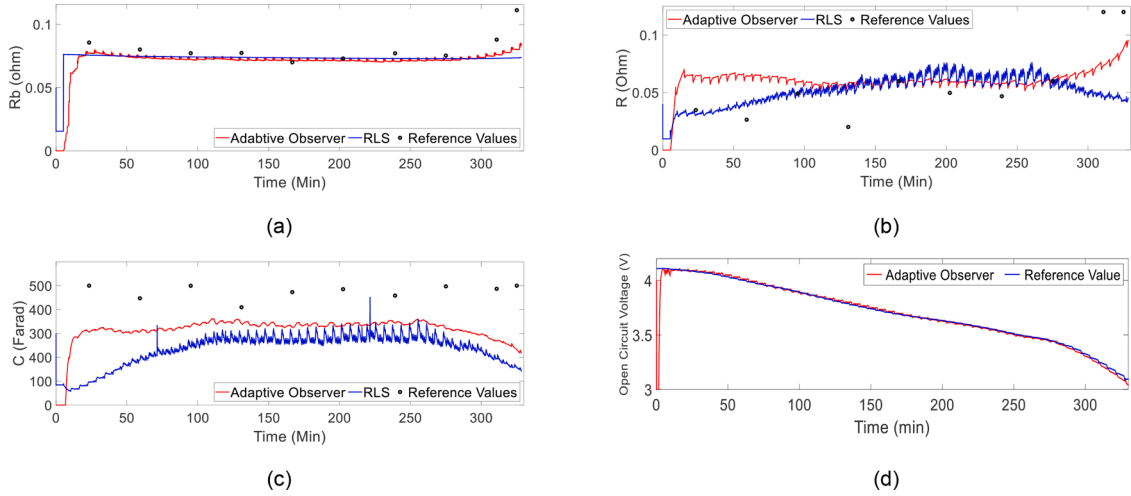 0.1
0.05
0
Rb (ohm)
Adaptive Observer RLS Reference Values
0 50 100 150 200 250 300
Time (Min)
(a)
0.1
0.05
0
R (Ohm)
Adaptive Observer RLS Reference Values
0 50 100 150 200 250 300
Time (Min)
(b)
500
400
300
400
100
0
C (Farad)
Adaptive Observer RLS Reference Values
0 50 100 150 200 250 300
Time (Min)
(c)
4
3.5
3
Open Circuit Voltage (V)
Adaptive Observer Reference Value
0 50 100 150 200 250 300
Time (min)
(d)